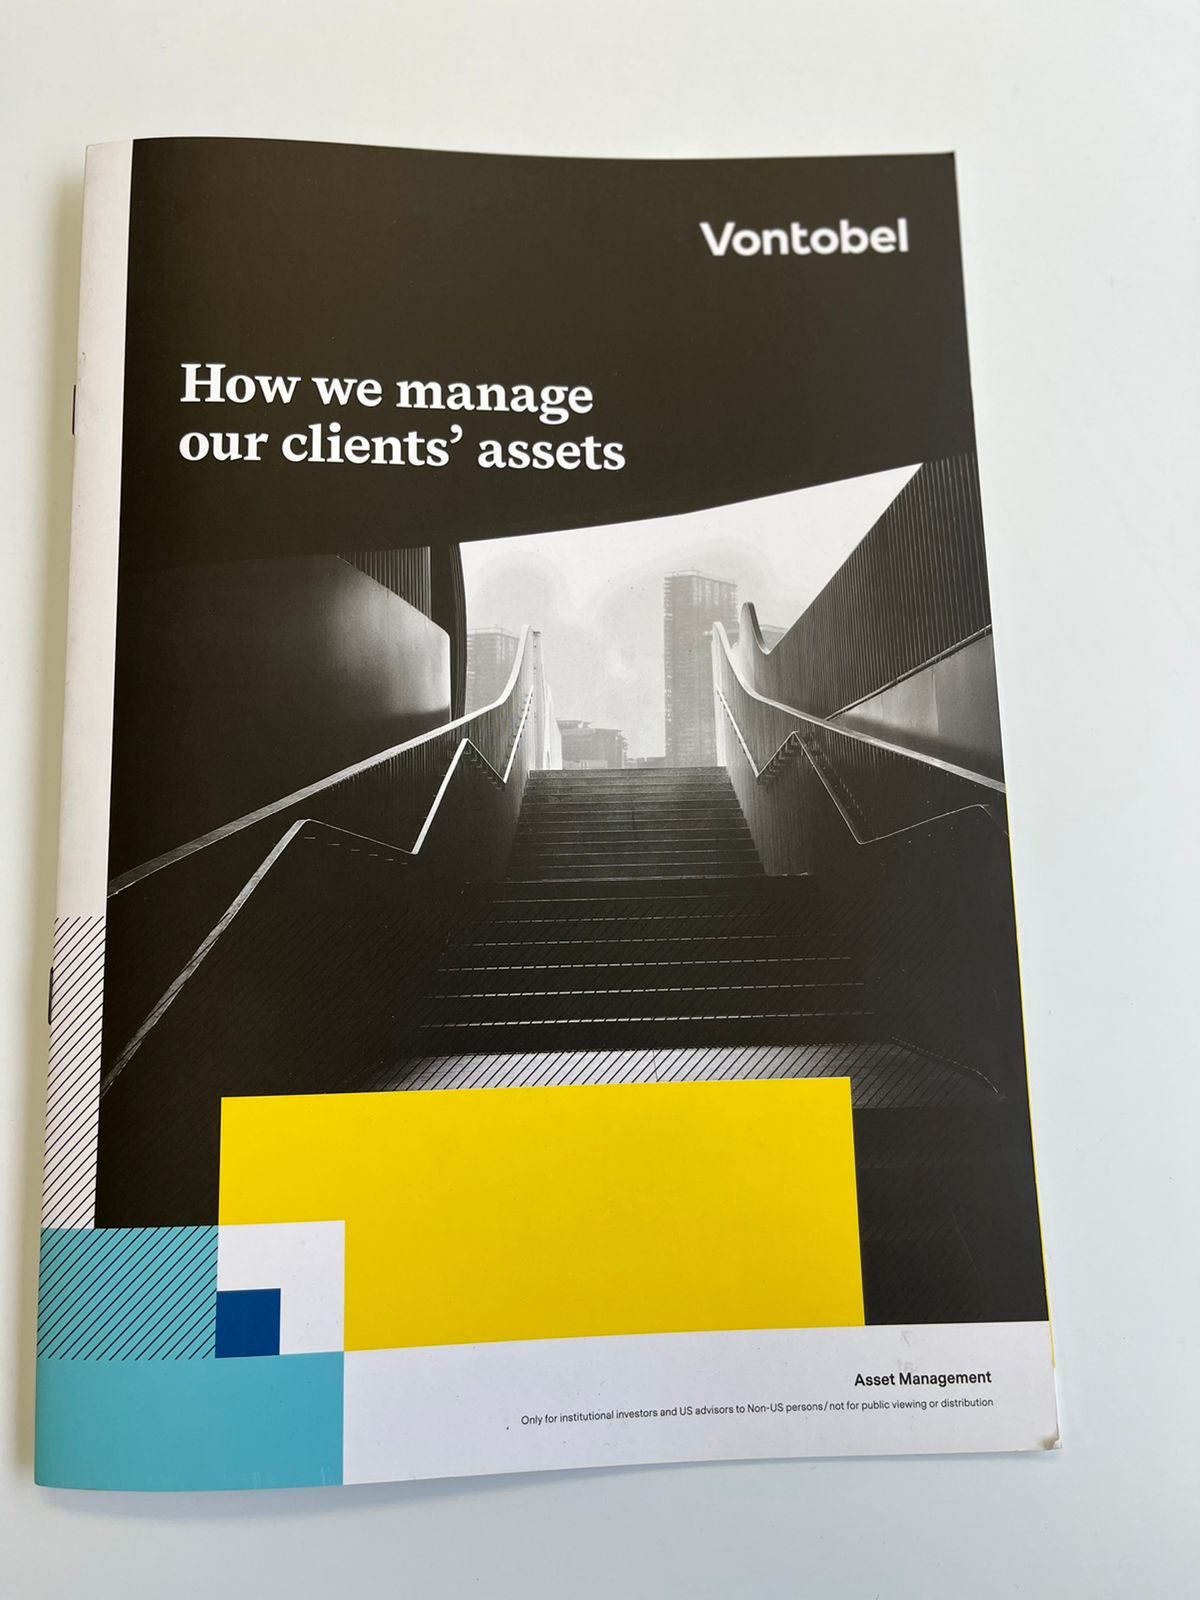 Vontobel
How we manage
our clients’ assets
Asset Management
Only for institutional investors and US advisors to Non-US persons / not for public viewing or distribution